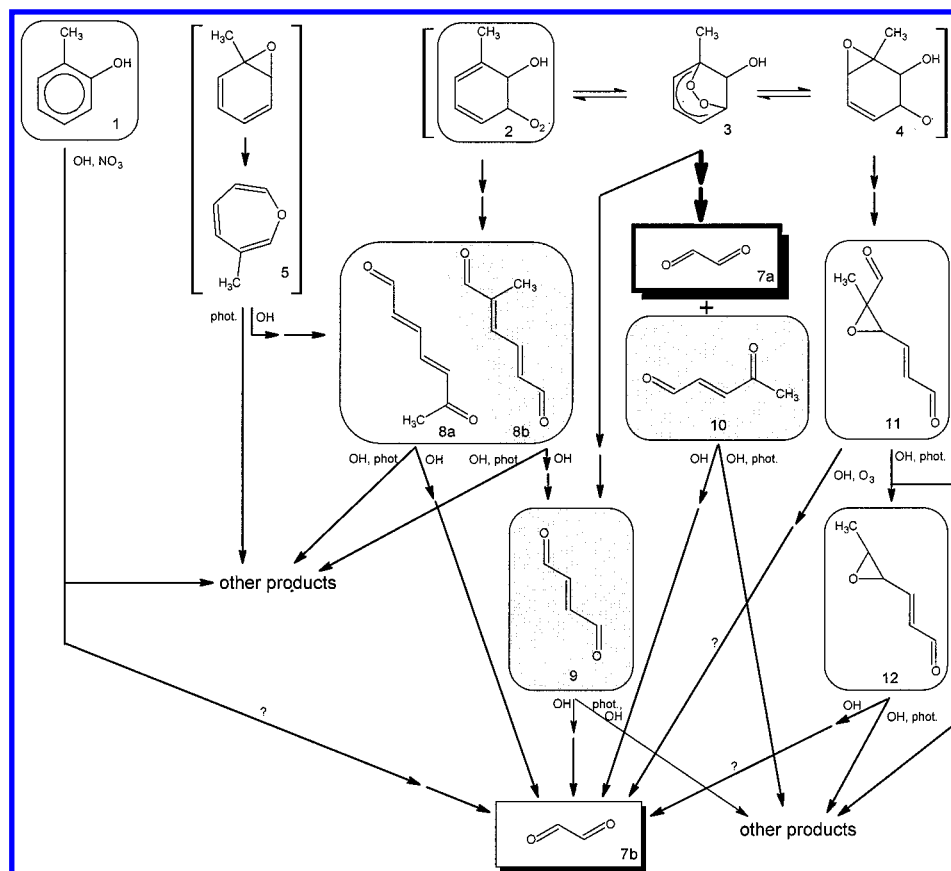 CH₃
OH
1
OH, NO₃
H₃C
O
O
H₃C
5
phot.
OH
CH₃
OH
O₂·
2
CH₃
OH
O
O
3
O
CH₃
OH
O·
4
O
CH₃
O
8a
O
CH₃
O
8b
O
O
7a
+
O
O
CH₃
10
O
H₃C
O
O
11
OH, phot.
OH
OH, phot.
OH
OH
OH, phot.
OH, O₃
OH, phot.
other products
O
O
9
H₃C
O
O
12
?
?
OH
phot.,
OH
OH
OH, phot.
?
O
O
7b
other products